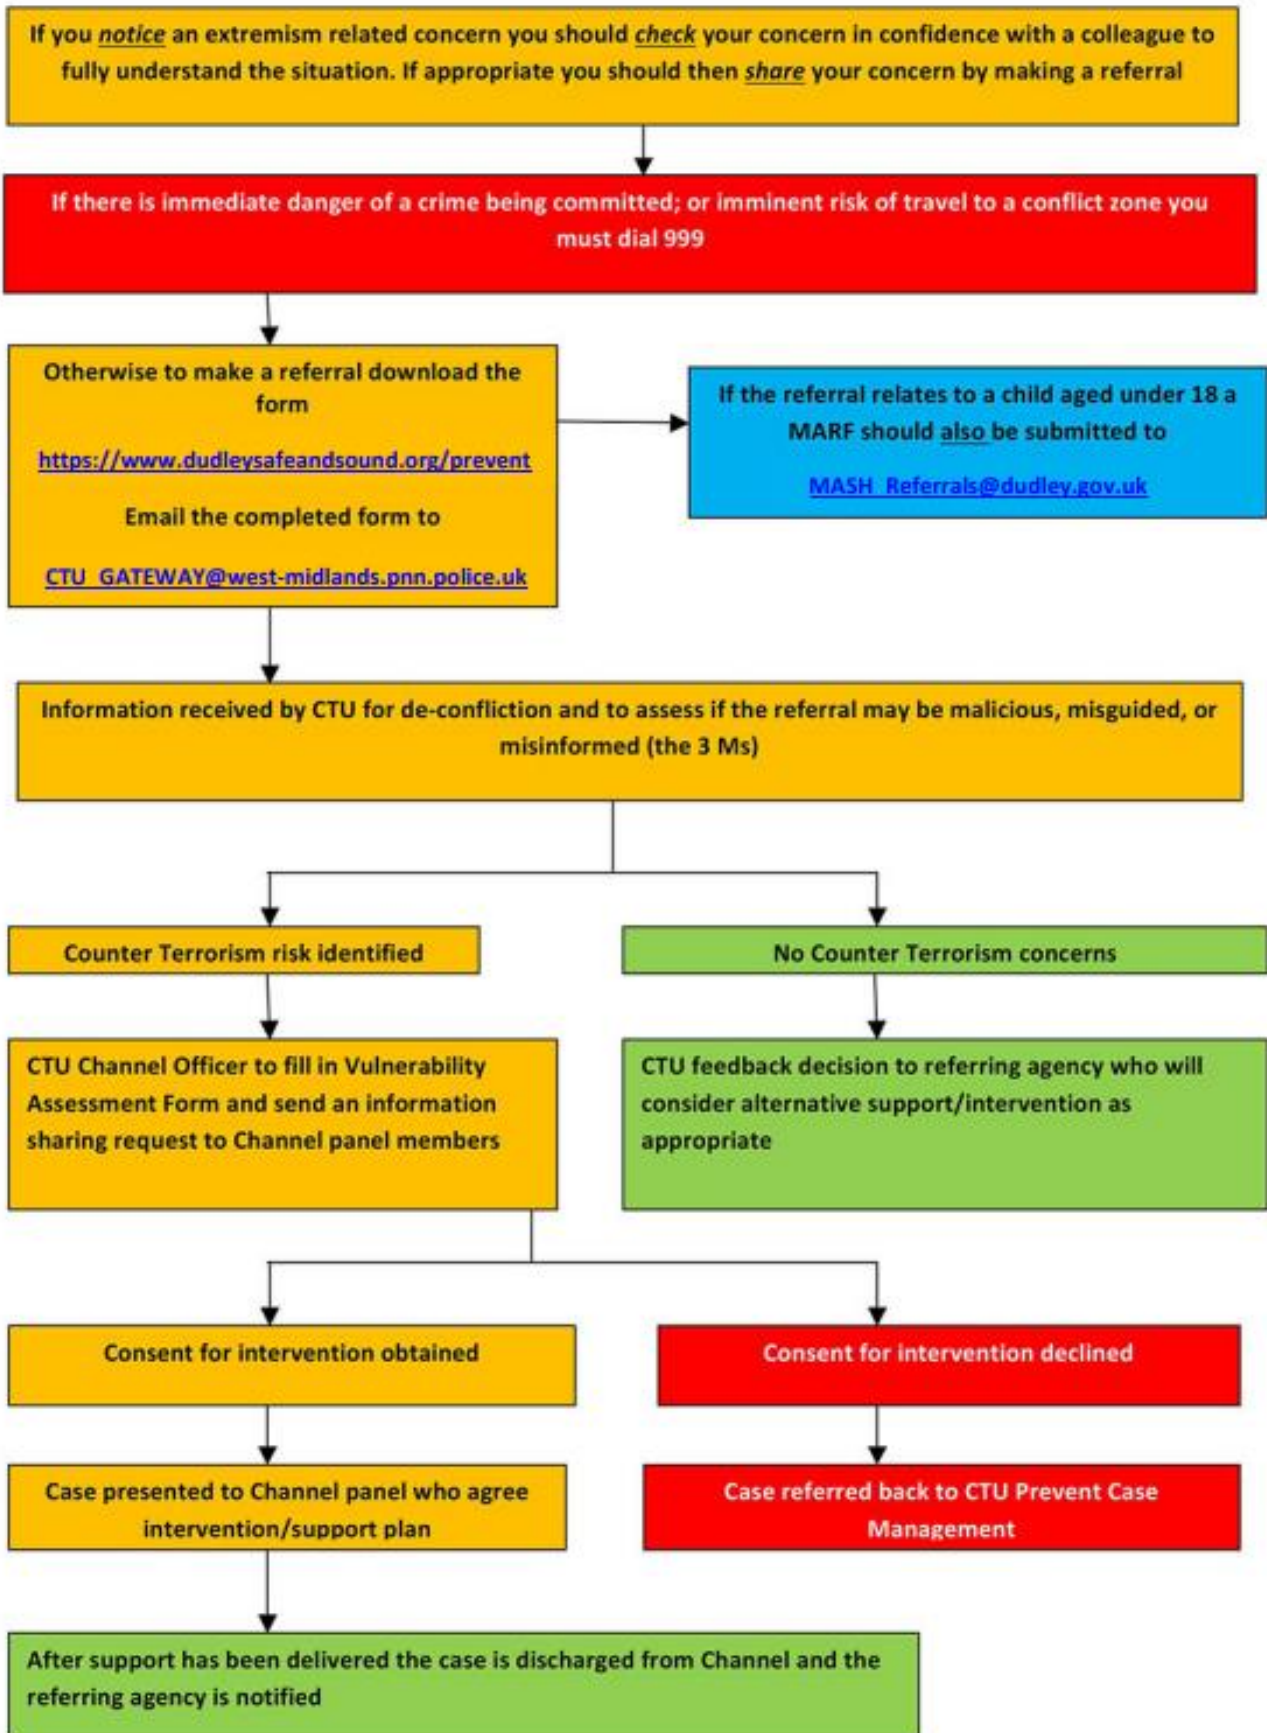 If you notice an extremism related concern you should check your concern in confidence with a colleague to
fully understand the situation. If appropriate you should then share your concern by making a referral
If there is immediate danger of a crime being committed; or imminent risk of travel to a conflict zone you
must dial 999
Otherwise to make a referral download the
form
https://www.dudleysafeandsound.org/prevent
Email the completed form to
CTU_GATEWAY@west-midlands.pnn.police.uk
If the referral relates to a child aged under 18 a
MARF should also be submitted to
MASH_Referrals@dudley.gov.uk
Information received by CTU for de-confliction and to assess if the referral may be malicious, misguided, or
misinformed (the 3 Ms)
Counter Terrorism risk identified
No Counter Terrorism concerns
CTU Channel Officer to fill in Vulnerability
Assessment Form and send an information
sharing request to Channel panel members
CTU feedback decision to referring agency who will
consider alternative support/intervention as
appropriate
Consent for intervention obtained
Consent for intervention declined
Case presented to Channel panel who agree
intervention/support plan
Case referred back to CTU Prevent Case
Management
After support has been delivered the case is discharged from Channel and the
referring agency is notified